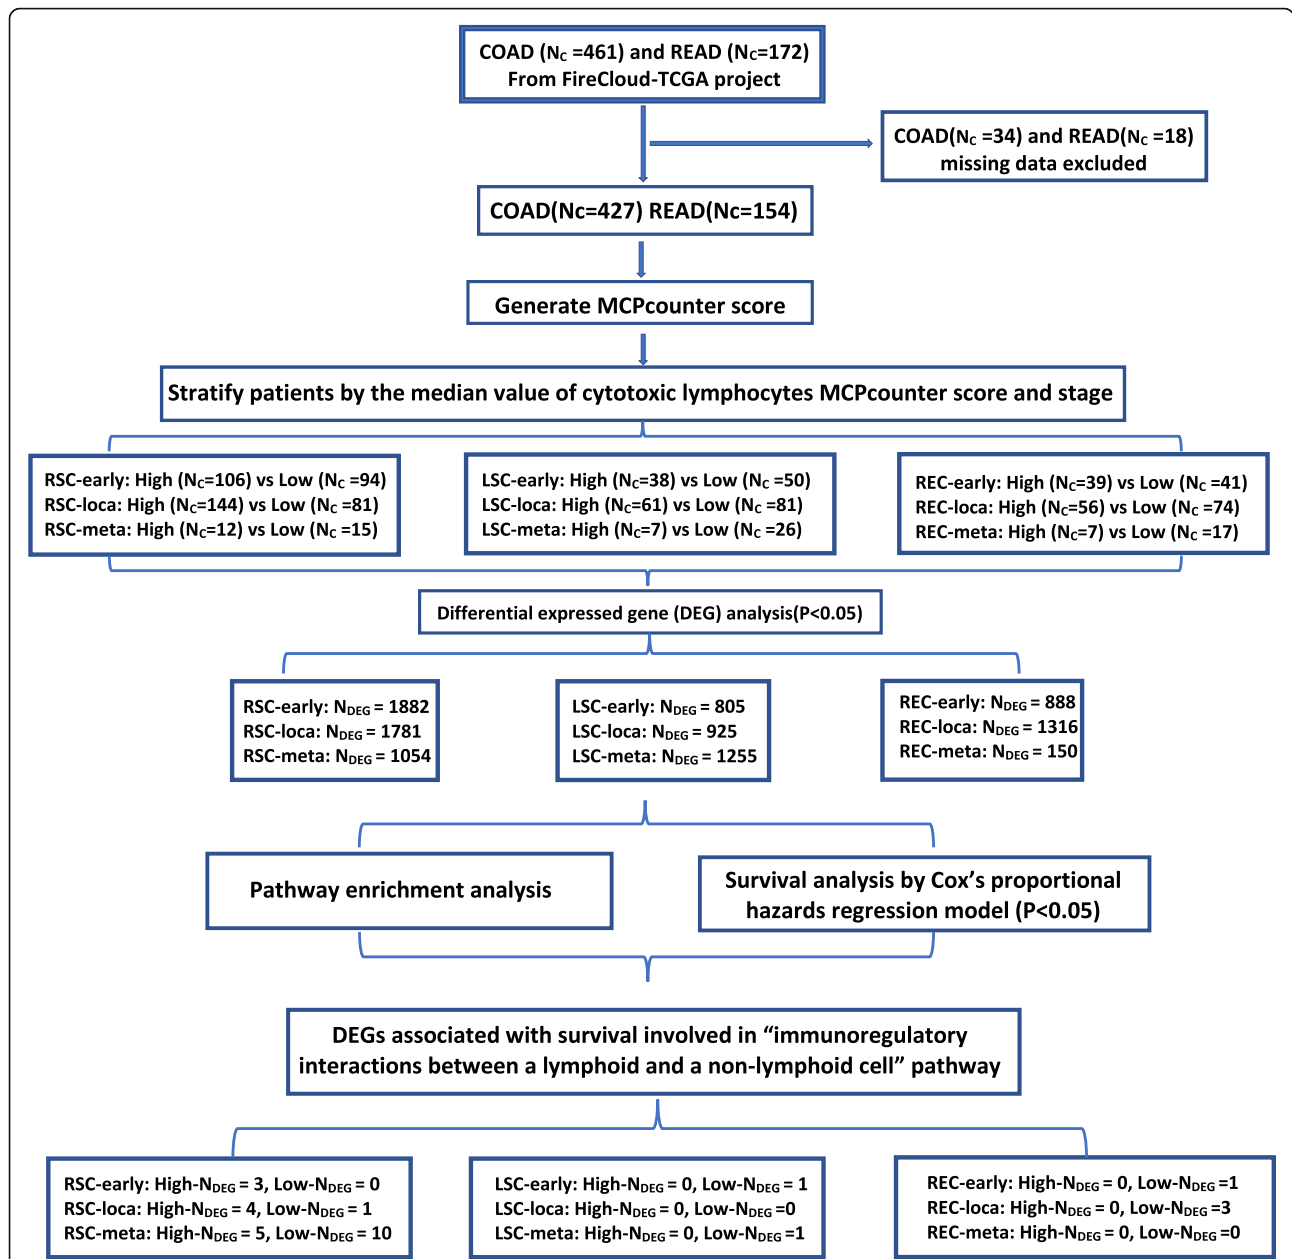 COAD (NC =461) and READ (NC=172)
From FireCloud-TCGA project
COAD(NC =34) and READ(NC =18)
missing data excluded
COAD(Nc=427) READ(Nc=154)
Generate MCPcounter score
Stratify patients by the median value of cytotoxic lymphocytes MCPcounter score and stage
RSC-early: High (NC=106) vs Low (NC =94)
RSC-loca: High (NC=144) vs Low (NC =81)
RSC-meta: High (NC=12) vs Low (NC =15)
LSC-early: High (NC=38) vs Low (NC =50)
LSC-loca: High (NC=61) vs Low (NC =81)
LSC-meta: High (NC=7) vs Low (NC =26)
REC-early: High (NC=39) vs Low (NC =41)
REC-loca: High (NC=56) vs Low (NC =74)
REC-meta: High (NC=7) vs Low (NC =17)
Differential expressed gene (DEG) analysis(P<0.05)
RSC-early: NDEG = 1882
RSC-loca: NDEG = 1781
RSC-meta: NDEG = 1054
LSC-early: NDEG = 805
LSC-loca: NDEG = 925
LSC-meta: NDEG = 1255
REC-early: NDEG = 888
REC-loca: NDEG = 1316
REC-meta: NDEG = 150
Pathway enrichment analysis
Survival analysis by Cox's proportional
hazards regression model (P<0.05)
DEGs associated with survival involved in “immunoregulatory
interactions between a lymphoid and a non-lymphoid cell” pathway
RSC-early: High-NDEG = 3, Low-NDEG = 0
RSC-loca: High-NDEG = 4, Low-NDEG = 1
RSC-meta: High-NDEG = 5, Low-NDEG = 10
LSC-early: High-NDEG = 0, Low-NDEG = 1
LSC-loca: High-NDEG = 0, Low-NDEG =0
LSC-meta: High-NDEG = 0, Low-NDEG =1
REC-early: High-NDEG = 0, Low-NDEG =1
REC-loca: High-NDEG = 0, Low-NDEG =3
REC-meta: High-NDEG = 0, Low-NDEG =0